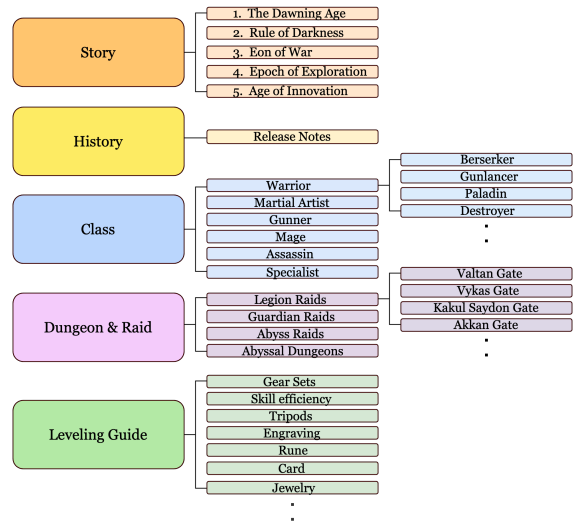 Story
1. The Dawning Age
2. Rule of Darkness
3. Eon of War
4. Epoch of Exploration
5. Age of Innovation
History
Release Notes
Class
Warrior
Martial Artist
Gunner
Mage
Assassin
Specialist
Berserker
Gunlancer
Paladin
Destroyer
Dungeon & Raid
Legion Raids
Guardian Raids
Abyss Raids
Abyssal Dungeons
Valtan Gate
Vykas Gate
Kakul Saydon Gate
Akkan Gate
Leveling Guide
Gear Sets
Skill efficiency
Tripods
Engraving
Rune
Card
Jewelry